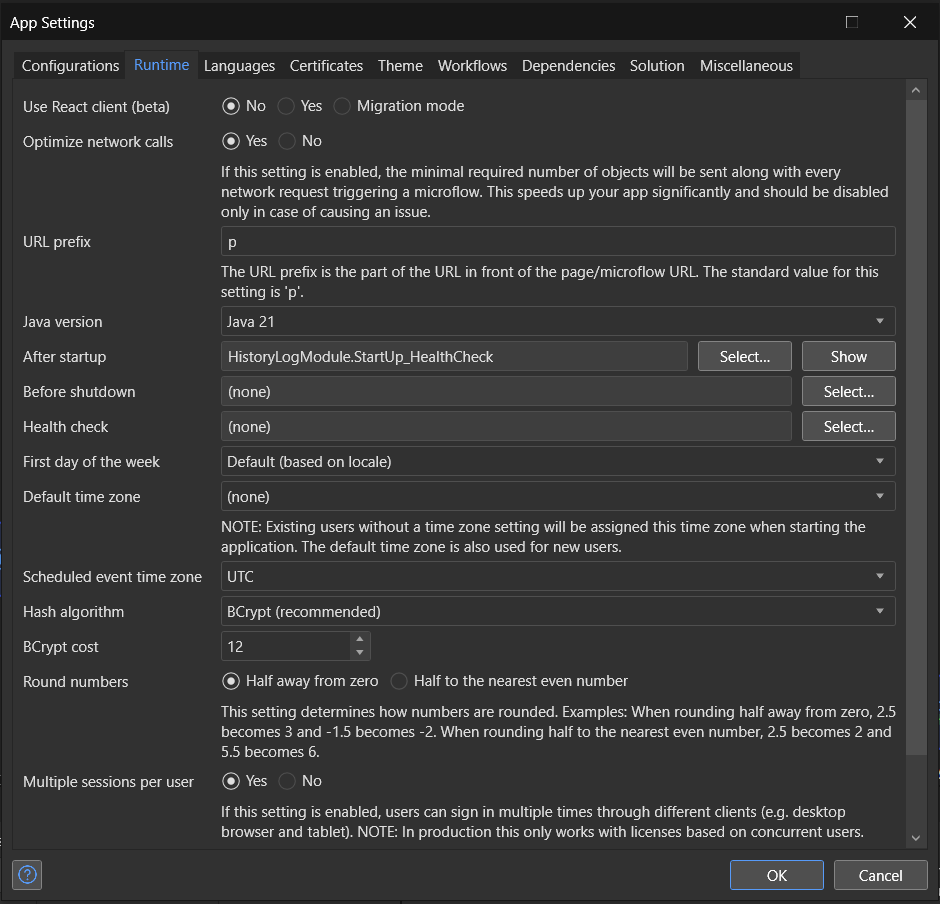 App Settings
Configurations Runtime Languages Certificates Theme Workflows Dependencies Solution Miscellaneous
Use React client (beta) No Yes Migration mode
Optimize network calls Yes No
If this setting is enabled, the minimal required number of objects will be sent along with every
network request triggering a microflow. This speeds up your app significantly and should be disabled
only in case of causing an issue.
URL prefix p
The URL prefix is the part of the URL in front of the page/microflow URL. The standard value for this
setting is 'p'.
Java version Java 21
After startup HistoryLogModule.StartUp_HealthCheck Select... Show
Before shutdown (none) Select...
Health check (none) Select...
First day of the week Default (based on locale)
Default time zone (none)
NOTE: Existing users without a time zone setting will be assigned this time zone when starting the
application. The default time zone is also used for new users.
Scheduled event time zone UTC
Hash algorithm BCrypt (recommended)
BCrypt cost 12
Round numbers Half away from zero Half to the nearest even number
This setting determines how numbers are rounded. Examples: When rounding half away from zero, 2.5
becomes 3 and -1.5 becomes -2. When rounding half to the nearest even number, 2.5 becomes 2 and
5.5 becomes 6.
Multiple sessions per user Yes No
If this setting is enabled, users can sign in multiple times through different clients (e.g. desktop
browser and tablet). NOTE: In production this only works with licenses based on concurrent users.
? OK Cancel